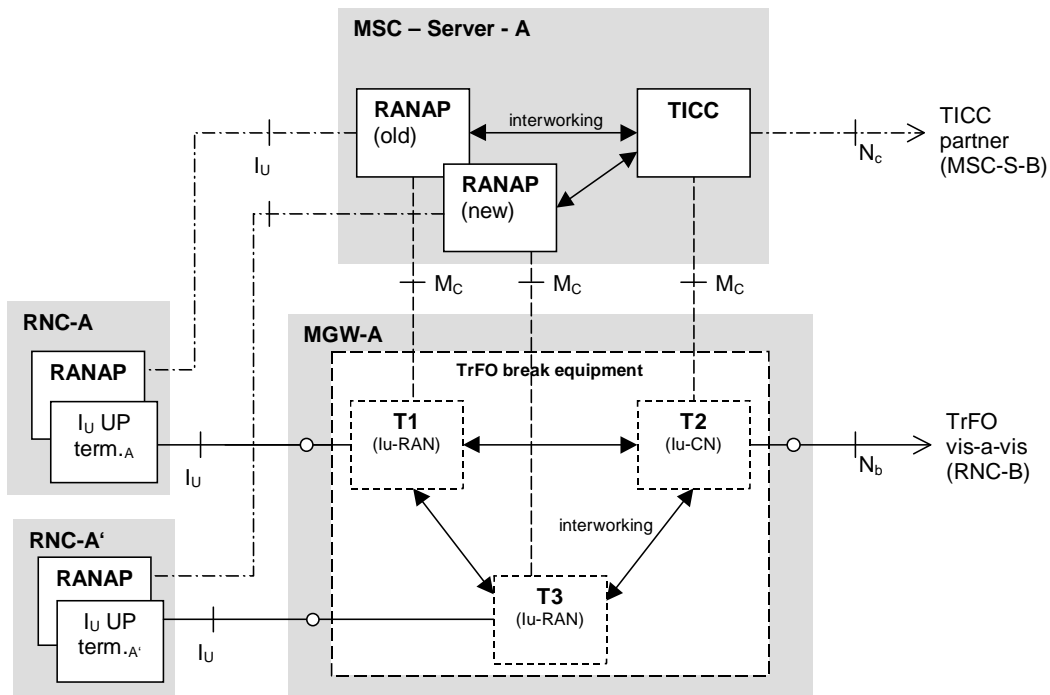 MSC – Server - A
RANAP
(old)
interworking
TICC
TICC
partner
(MSC-S-B)
IU
Nc
RANAP
(new)
IU
MC
MC
MC
RNC-A
RANAP
IU UP
term.A
IU
MGW-A
TrFO break equipment
T1
(Iu-RAN)
T2
(Iu-CN)
TrFO
vis-a-vis
(RNC-B)
Nb
interworking
RNC-A‘
RANAP
IU UP
term.A‘
IU
T3
(Iu-RAN)